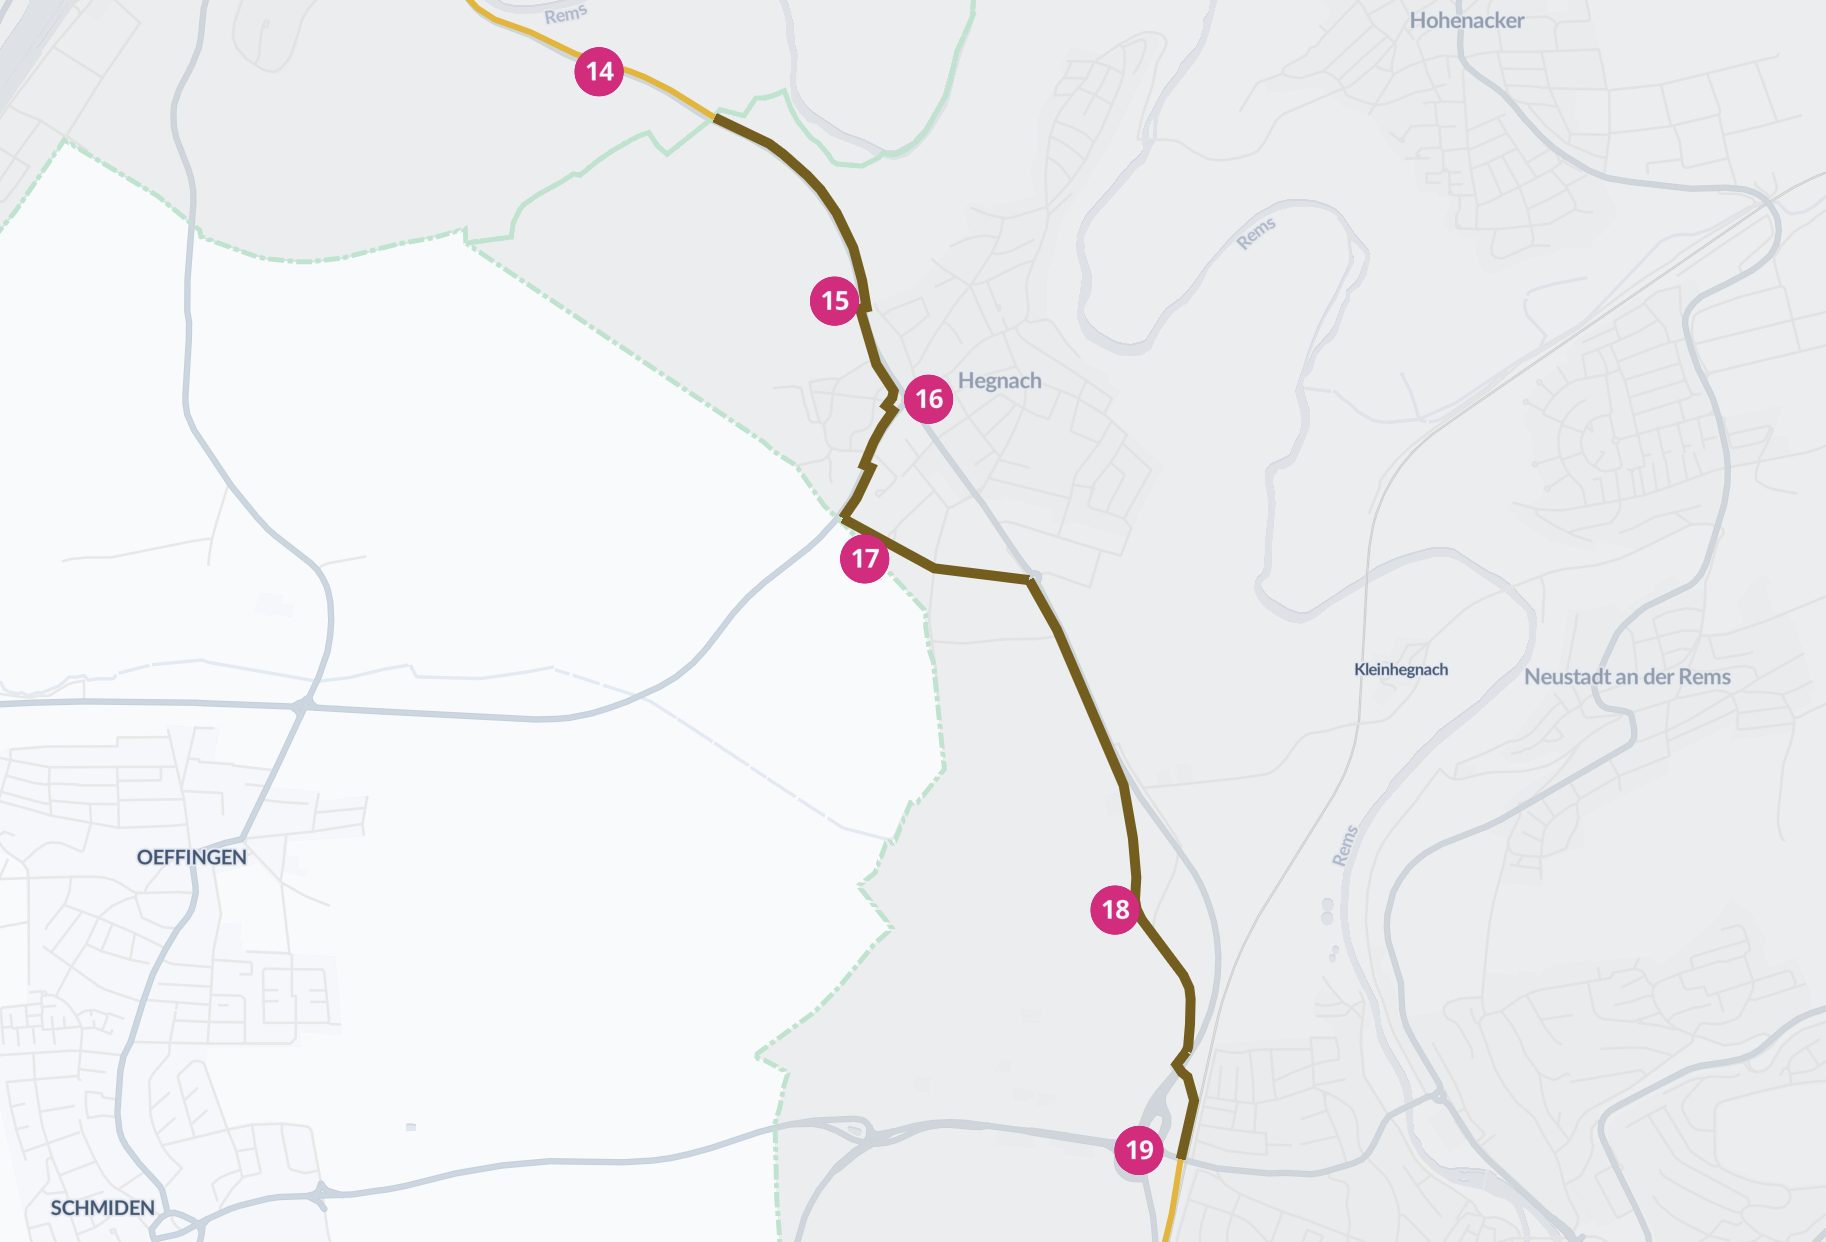 Rems
Hohenacker
14
Rems
15
Hegnach
16
17
Kleinhegnach
Neustadt an der Rems
Rems
OEFFINGEN
18
19
SCHMIDEN